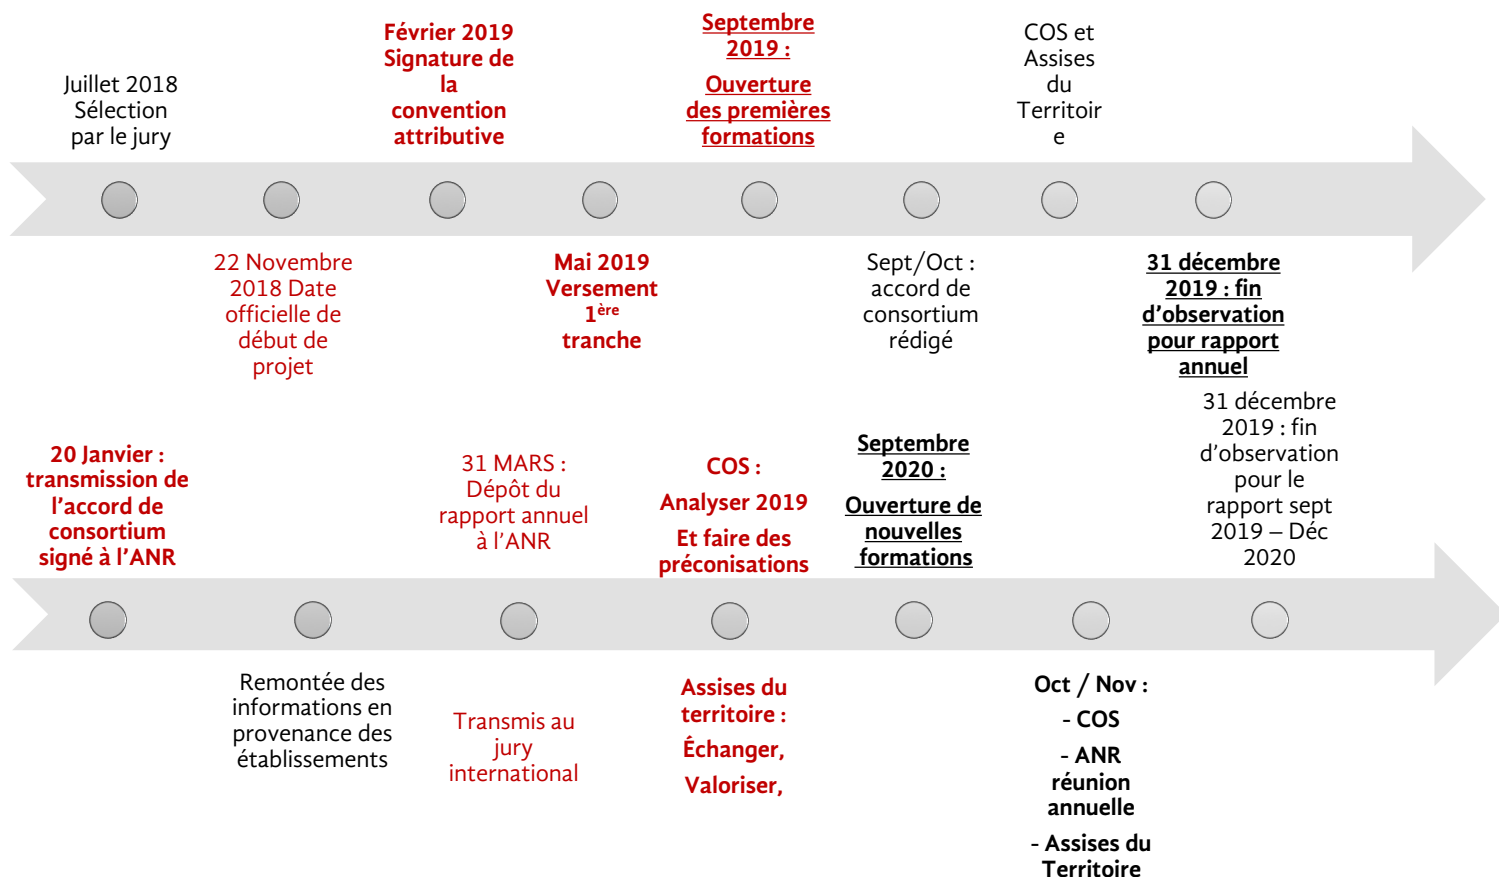 Juillet 2018
Sélection
par le jury
22 Novembre
2018 Date
officielle de
début de
projet
Février 2019
Signature de
la
convention
attributive
Mai 2019
Versement
1ère
tranche
Septembre
2019 :
Ouverture
des premières
formations
Sept/Oct :
accord de
consortium
rédigé
COS et
Assises
du
Territoir
e
31 décembre
2019 : fin
d'observation
pour rapport
annuel
20 Janvier :
transmission de
l'accord de
consortium
signé à l'ANR
Remontée des
informations en
provenance des
établissements
31 MARS :
Dépôt du
rapport annuel
à l'ANR
Transmis au
jury
international
COS :
Analyser 2019
Et faire des
préconisations
Assises du
territoire :
Échanger,
Valoriser,
Septembre
2020 :
Ouverture de
nouvelles
formations
Oct / Nov :
- COS
- ANR
réunion
annuelle
- Assises du
Territoire
31 décembre
2019 : fin
d'observation
pour le
rapport sept
2019 – Déc
2020